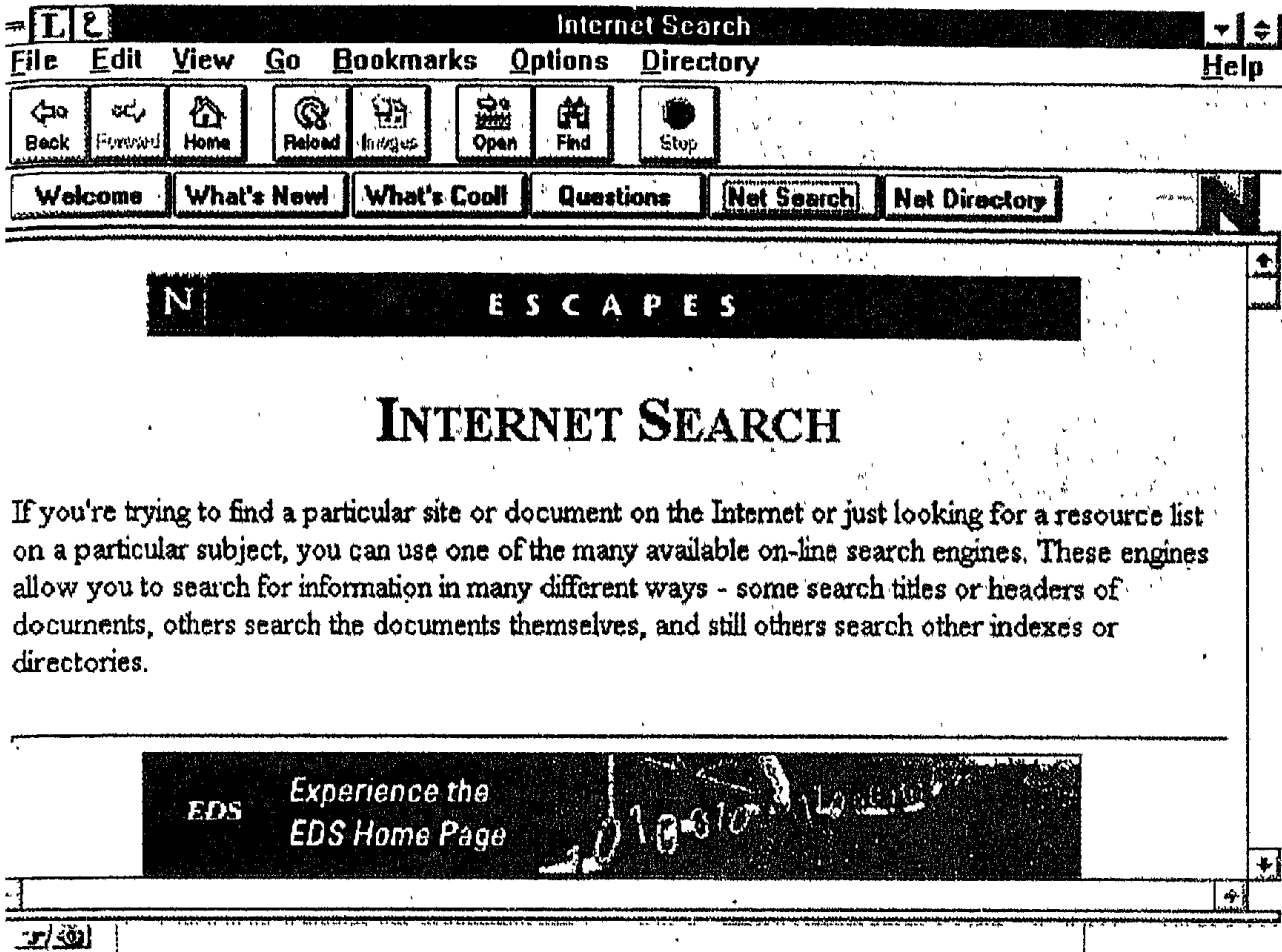 Internet Search
File Edit View Go Bookmarks Options Directory Help
Back Forward Home Reload Images Open Find Stop
Welcome What's New! What's Cool! Questions Net Search Net Directory N
N ESCAPES
INTERNET SEARCH
If you're trying to find a particular site or document on the Internet or just looking for a resource list
on a particular subject, you can use one of the many available on-line search engines. These engines
allow you to search for information in many different ways - some search titles or headers of
documents, others search the documents themselves, and still others search other indexes or
directories.
EDS Experience the
EDS Home Page